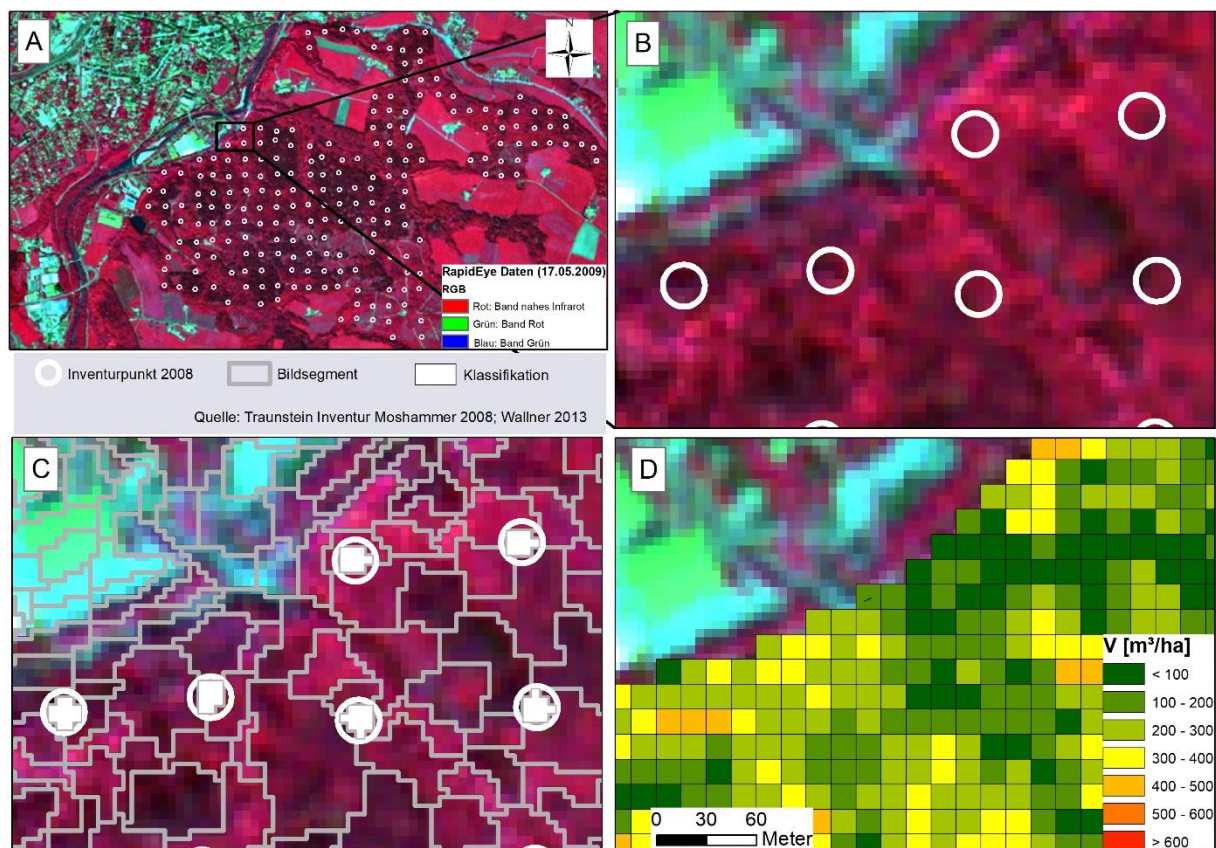 A
N
RapidEye Daten (17.05.2009)
RGB
Rot: Band nahes Infrarot
Grün: Band Rot
Blau: Band Grün
B
Inventurpunkt 2008
Bildsegment
Klassifikation
Quelle: Traunstein Inventur Moshammer 2008; Wallner 2013
C
D
V [m³/ha]
< 100
100 - 200
200 - 300
300 - 400
400 - 500
500 - 600
> 600
0 30 60
Meter